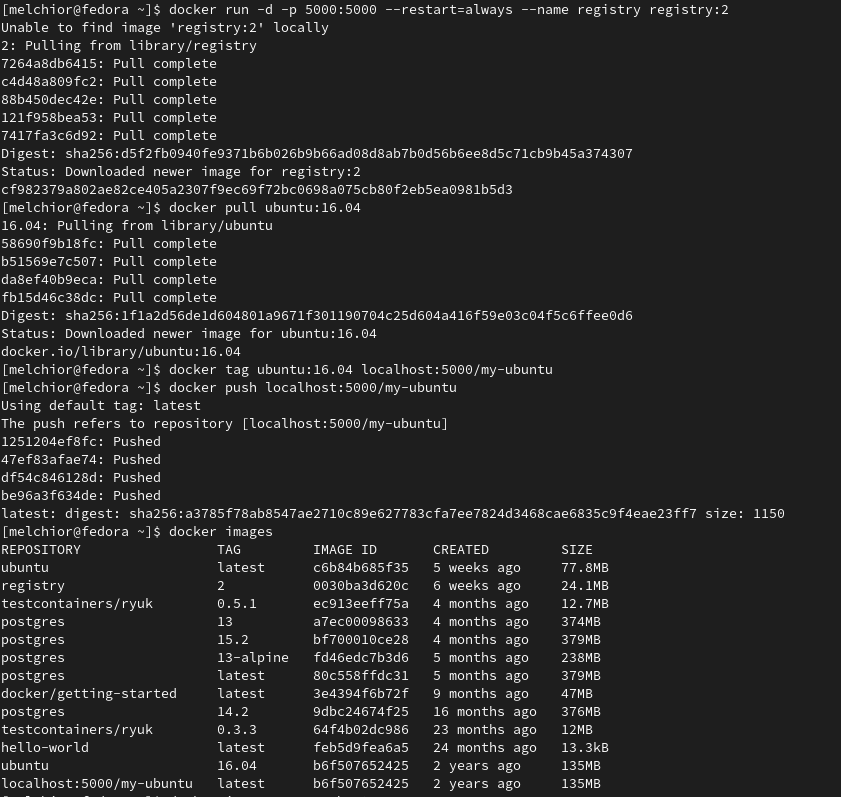 [melchior@fedora ~]$ docker run -d -p 5000:5000 --restart=always --name registry registry:2
Unable to find image 'registry:2' locally
2: Pulling from library/registry
7264a8db6415: Pull complete
c4d48a809fc2: Pull complete
88b450dec42e: Pull complete
121f958bea53: Pull complete
7417fa3c6d92: Pull complete
Digest: sha256:d5f2fb0940fe9371b6b026b9b66ad08d8ab7b0d56b6ee8d5c71cb9b45a374307
Status: Downloaded newer image for registry:2
cf982379a802ae82ce405a2307f9ec69f72bc0698a075cb80f2eb5ea0981b5d3
[melchior@fedora ~]$ docker pull ubuntu:16.04
16.04: Pulling from library/ubuntu
58690f9b18fc: Pull complete
b51569e7c507: Pull complete
da8ef40b9eca: Pull complete
fb15d46c38dc: Pull complete
Digest: sha256:1f1a2d56de1d604801a9671f301190704c25d604a416f59e03c04f5c6ffee0d6
Status: Downloaded newer image for ubuntu:16.04
docker.io/library/ubuntu:16.04
[melchior@fedora ~]$ docker tag ubuntu:16.04 localhost:5000/my-ubuntu
[melchior@fedora ~]$ docker push localhost:5000/my-ubuntu
Using default tag: latest
The push refers to repository [localhost:5000/my-ubuntu]
1251204ef8fc: Pushed
47ef83afae74: Pushed
df54c846128d: Pushed
be96a3f634de: Pushed
latest: digest: sha256:a3785f78ab8547ae2710c89e627783cfa7ee7824d3468cae6835c9f4eae23ff7 size: 1150
[melchior@fedora ~]$ docker images
REPOSITORY TAG IMAGE ID CREATED SIZE
ubuntu latest c6b84b685f35 5 weeks ago 77.8MB
registry 2 0030ba3d620c 6 weeks ago 24.1MB
testcontainers/ryuk 0.5.1 ec913eeff75a 4 months ago 12.7MB
postgres 13 a7ec00098633 4 months ago 374MB
postgres 15.2 bf700010ce28 4 months ago 379MB
postgres 13-alpine fd46edc7b3d6 5 months ago 238MB
postgres latest 80c558ffdc31 5 months ago 379MB
docker/getting-started latest 3e4394f6b72f 9 months ago 47MB
postgres 14.2 9dbc24674f25 16 months ago 376MB
testcontainers/ryuk 0.3.3 64f4b02dc986 23 months ago 12MB
hello-world latest feb5d9fea6a5 24 months ago 13.3kB
ubuntu 16.04 b6f507652425 2 years ago 135MB
localhost:5000/my-ubuntu latest b6f507652425 2 years ago 135MB